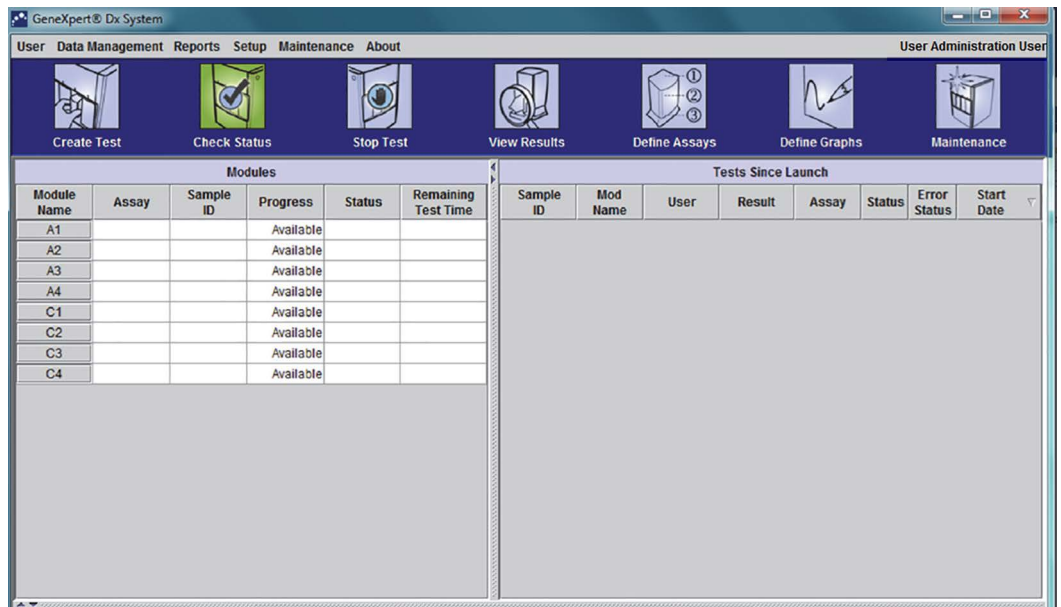 GeneXpert® Dx System
User Data Management Reports Setup Maintenance About User Administration User
Create Test Check Status Stop Test View Results Define Assays Define Graphs Maintenance
① ② ③
Modules
Module Name Assay Sample ID Progress Status Remaining Test Time
A1 Available
A2 Available
A3 Available
A4 Available
C1 Available
C2 Available
C3 Available
C4 Available
Tests Since Launch
Sample ID Mod Name User Result Assay Status Error Status Start Date